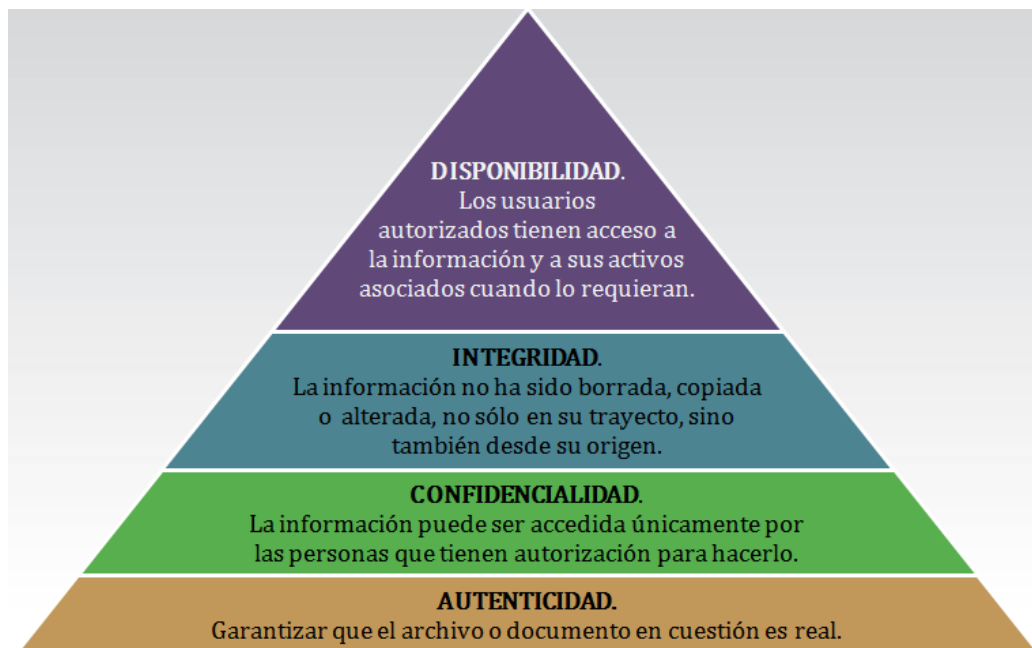 DISPONIBILIDAD.
Los usuarios
autorizados tienen acceso a
la información y a sus activos
asociados cuando lo requieran.
INTEGRIDAD.
La información no ha sido borrada, copiada
o alterada, no sólo en su trayecto, sino
también desde su origen.
CONFIDENCIALIDAD.
La información puede ser accedida únicamente por
las personas que tienen autorización para hacerlo.
AUTENTICIDAD.
Garantizar que el archivo o documento en cuestión es real.